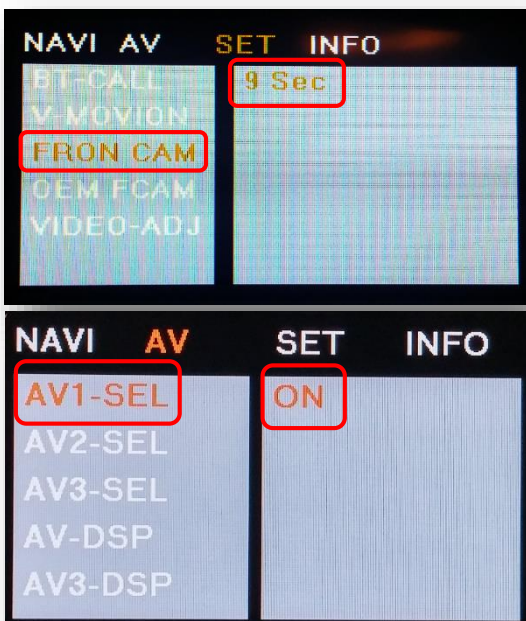 NAVI AV SET INFO
BT-CALL 9 Sec
V-MOVION
FRON CAM
OEM FCAM
VIDEO-ADJ
NAVI AV SET INFO
AV1-SEL ON
AV2-SEL
AV3-SEL
AV-DSP
AV3-DSP